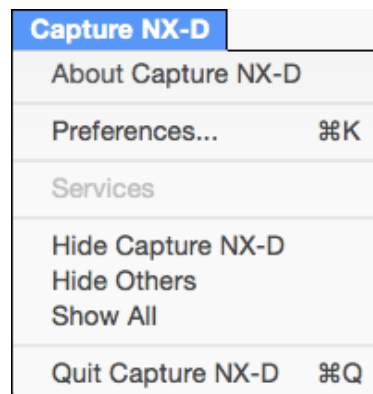 Capture NX-D
About Capture NX-D
Preferences... ⌘K
Services
Hide Capture NX-D
Hide Others
Show All
Quit Capture NX-D ⌘Q